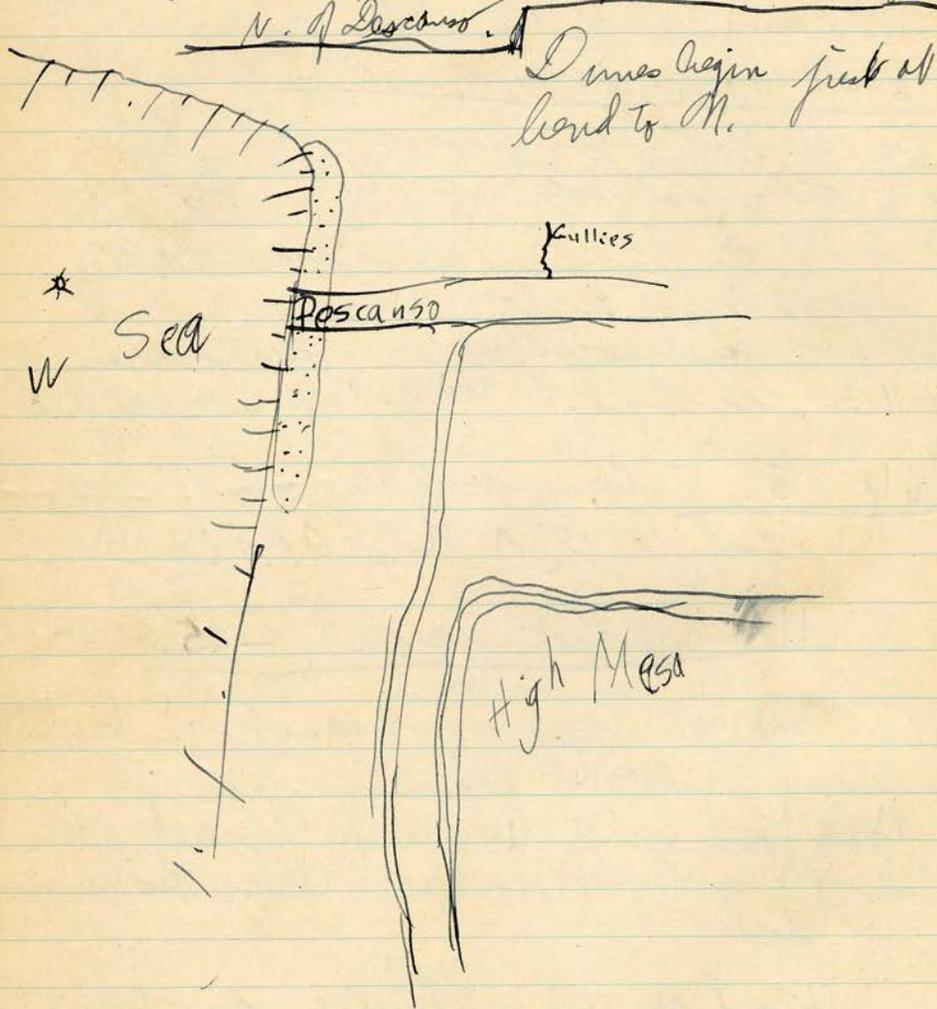 N. of Descanso.
Dunes begin just at
bend to N.
Gullies
Descanso
Sea
W
High Mesa